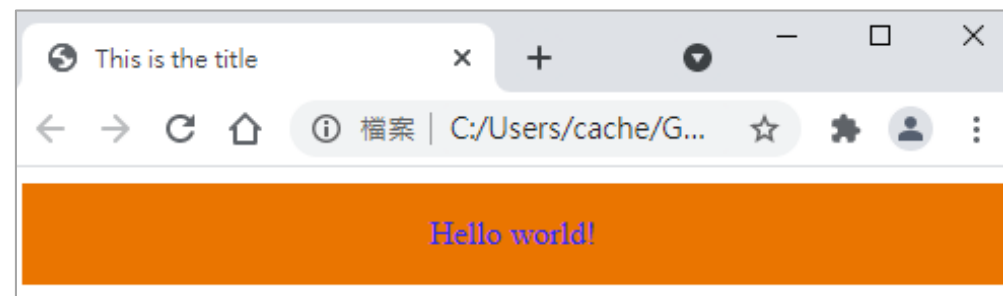 This is the title
檔案 C:/Users/cache/G...
Hello world!